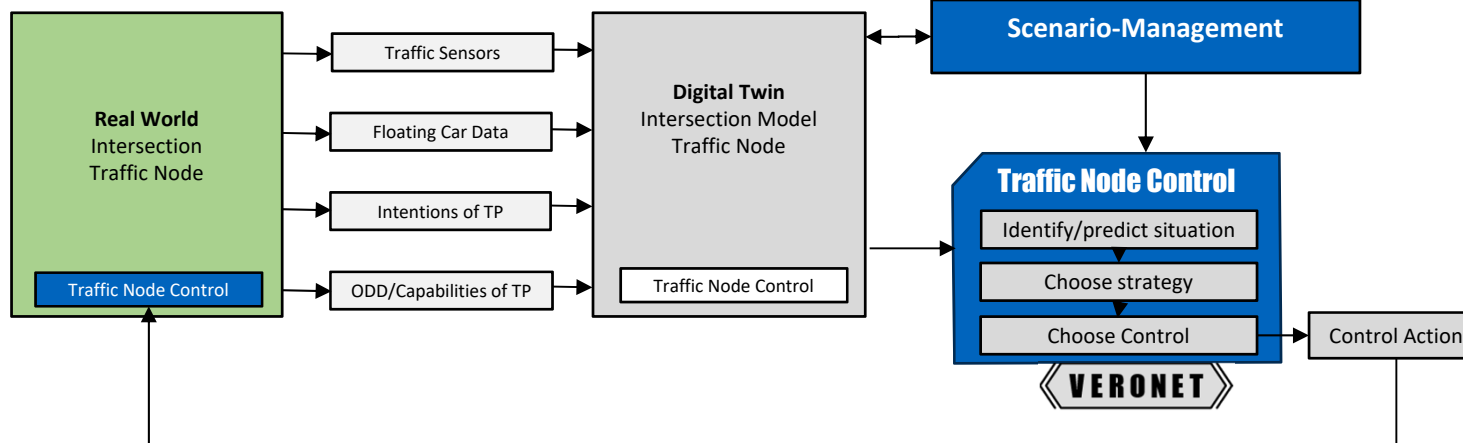 Real World
Intersection
Traffic Node
Traffic Node Control
Traffic Sensors
Floating Car Data
Intentions of TP
ODD/Capabilities of TP
Digital Twin
Intersection Model
Traffic Node
Traffic Node Control
Scenario-Management
Traffic Node Control
Identify/predict situation
Choose strategy
Choose Control
VERONET
Control Action